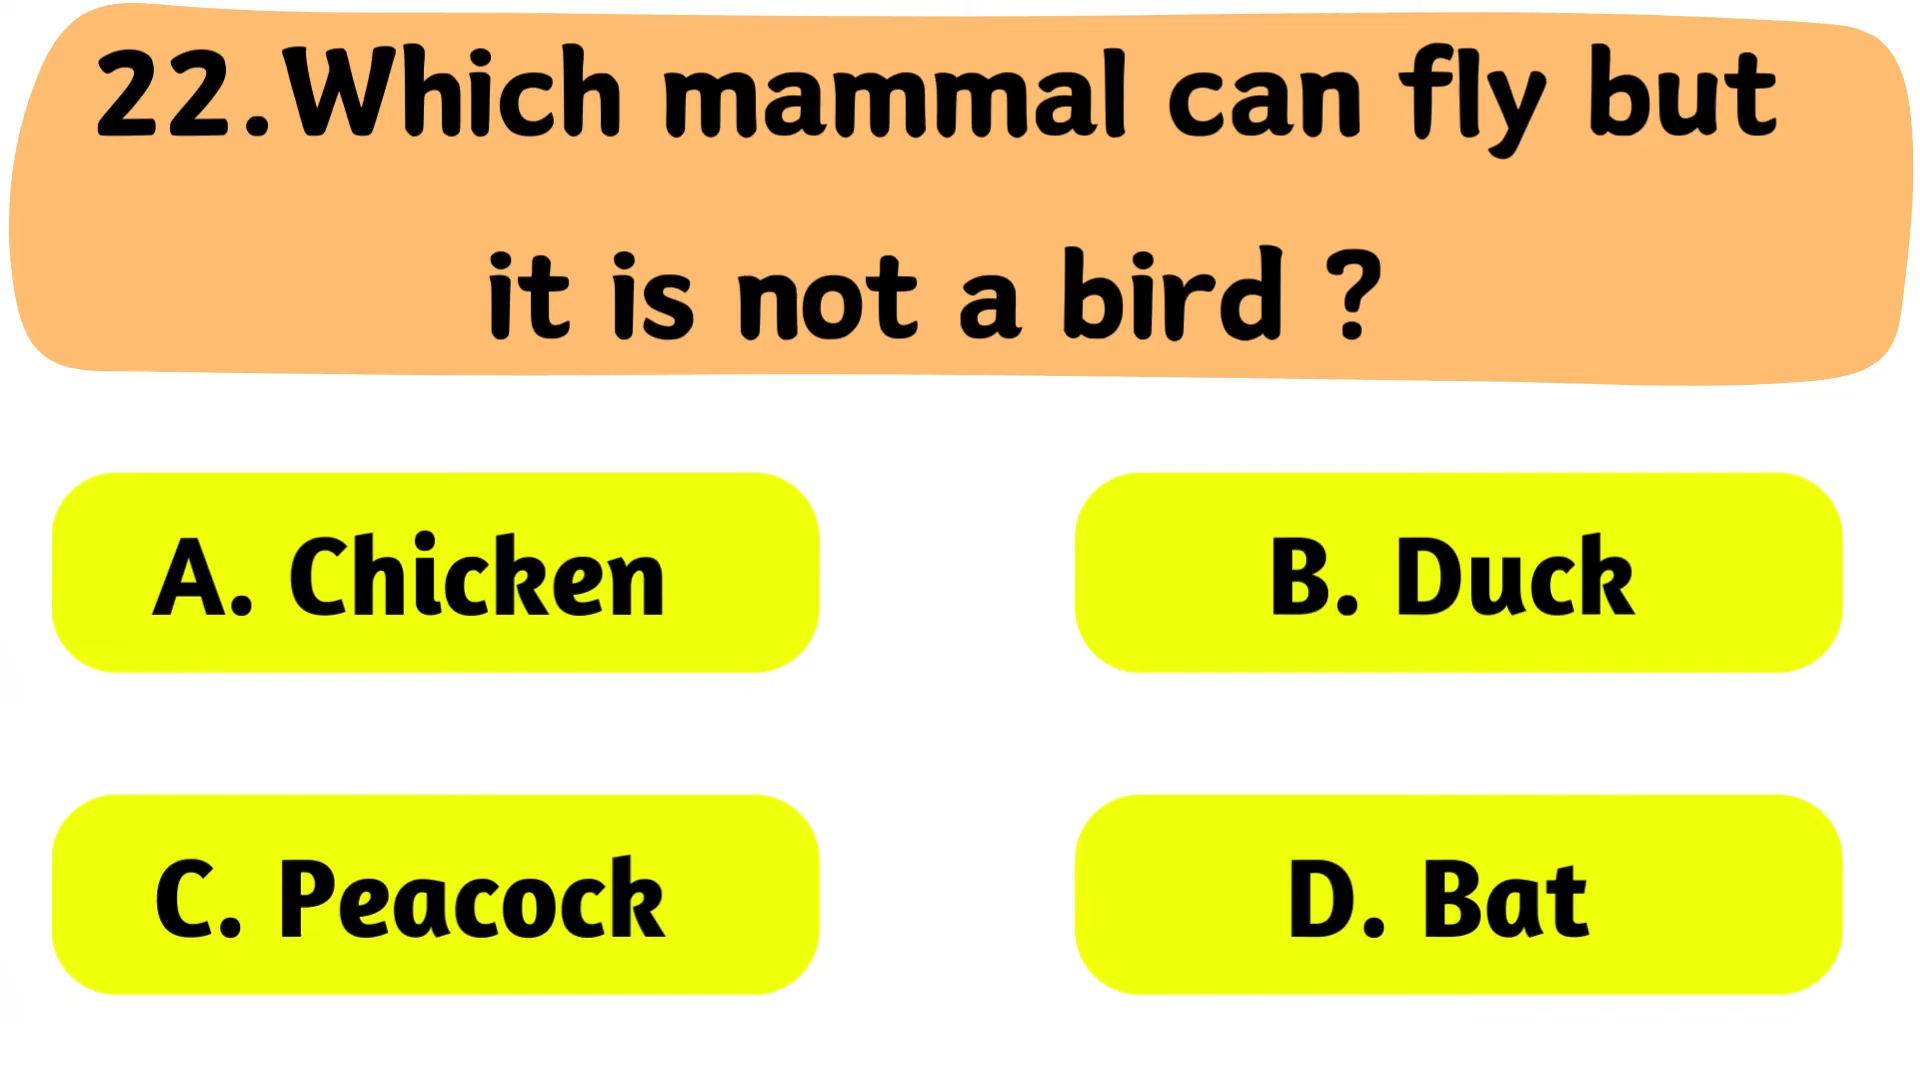 22.Which mammal can fly but
it is not a bird ?
A. Chicken
B. Duck
C. Peacock
D. Bat